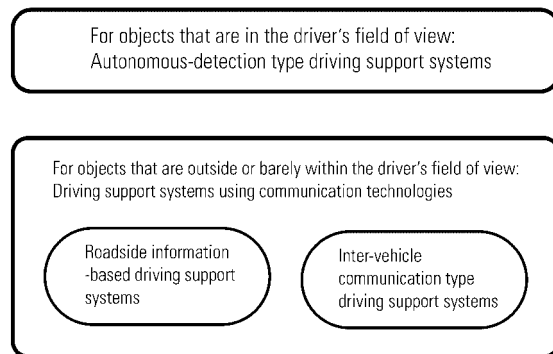 For objects that are in the driver's field of view:
Autonomous-detection type driving support systems
For objects that are outside or barely within the driver's field of view:
Driving support systems using communication technologies
Roadside information
-based driving support
systems
Inter-vehicle
communication type
driving support systems